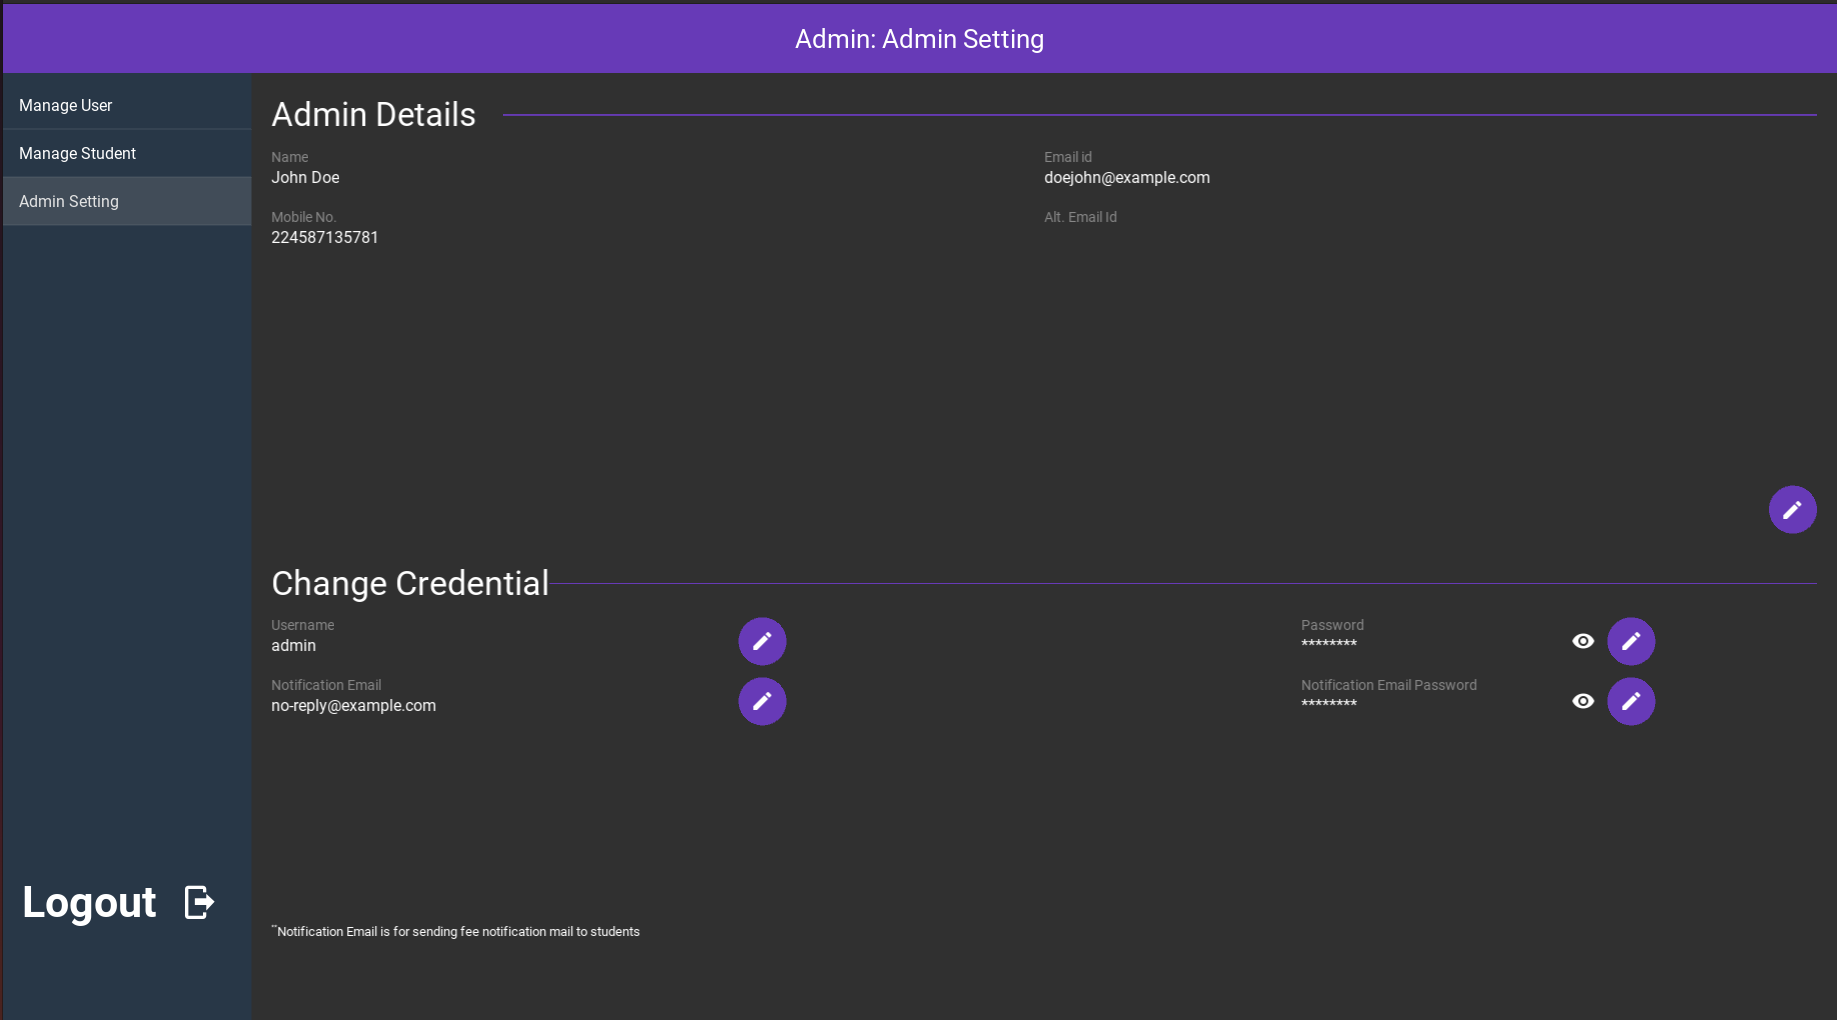 Admin: Admin Setting
Manage User
Manage Student
Admin Setting
Logout
Admin Details
Name
John Doe
Email id
doejohn@example.com
Mobile No.
224587135781
Alt. Email Id
Change Credential
Username
admin
Password
********
Notification Email
no-reply@example.com
Notification Email Password
********
**Notification Email is for sending fee notification mail to students